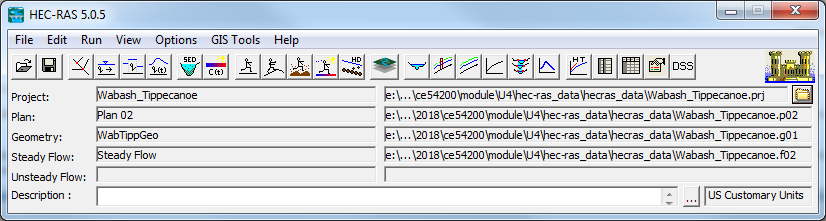 HEC-RAS 5.0.5
File Edit Run View Options GIS Tools Help
SED C(t) h(t) HD H.T. DSS
Project: Wabash_Tippecanoe e:\...\ce54200\module\U4\hec-ras_data\hecras_data\Wabash_Tippecanoe.prj
Plan: Plan 02 e:\...\2018\ce54200\module\U4\hec-ras_data\hecras_data\Wabash_Tippecanoe.p02
Geometry: WabTippGeo e:\...\2018\ce54200\module\U4\hec-ras_data\hecras_data\Wabash_Tippecanoe.g01
Steady Flow: Steady Flow e:\...\2018\ce54200\module\U4\hec-ras_data\hecras_data\Wabash_Tippecanoe.f02
Unsteady Flow:
Description : ... US Customary Units